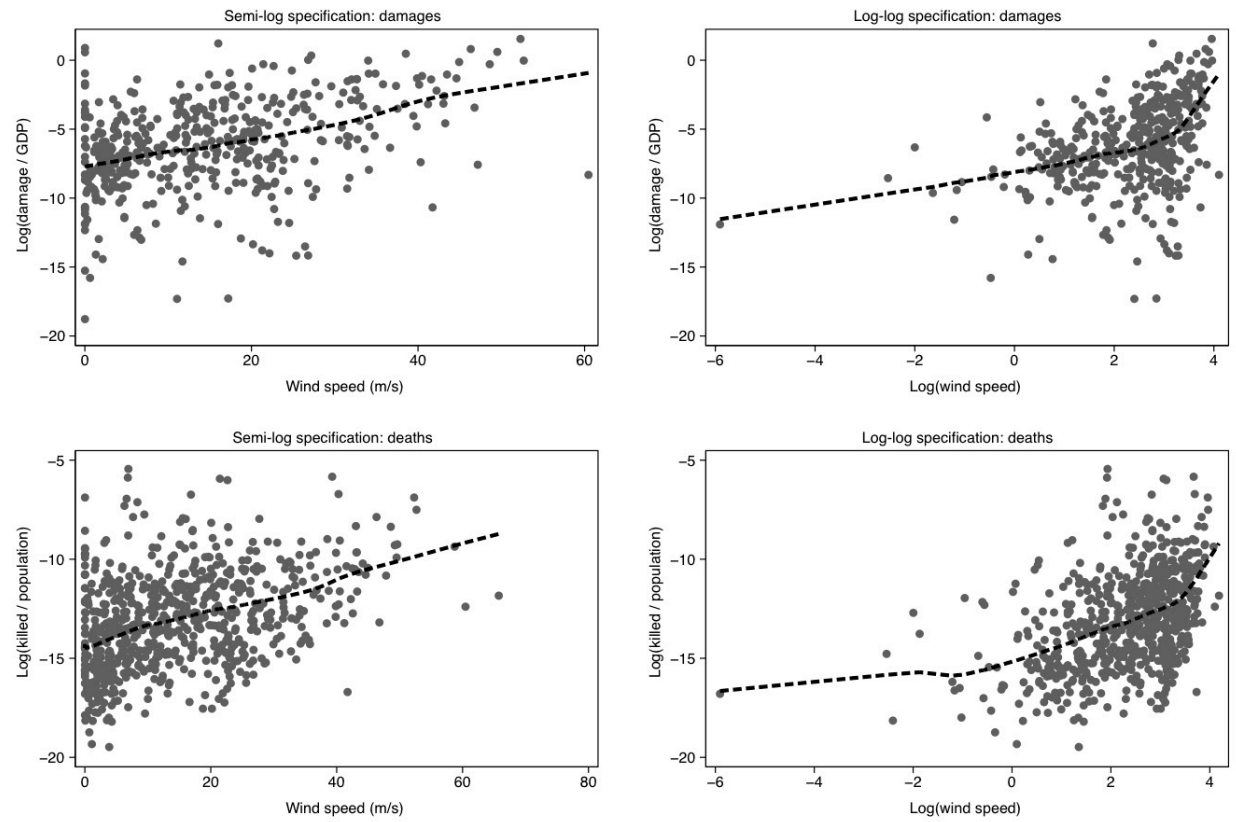 Semi-log specification: damages
Log(damage / GDP)
0
−5
−10
−15
−20
0 20 40 60
Wind speed (m/s)
Log-log specification: damages
Log(damage / GDP)
0
−5
−10
−15
−20
−6 −4 −2 0 2 4
Log(wind speed)
Semi-log specification: deaths
Log(killed / population)
−5
−10
−15
−20
0 20 40 60 80
Wind speed (m/s)
Log-log specification: deaths
Log(killed / population)
−5
−10
−15
−20
−6 −4 −2 0 2 4
Log(wind speed)